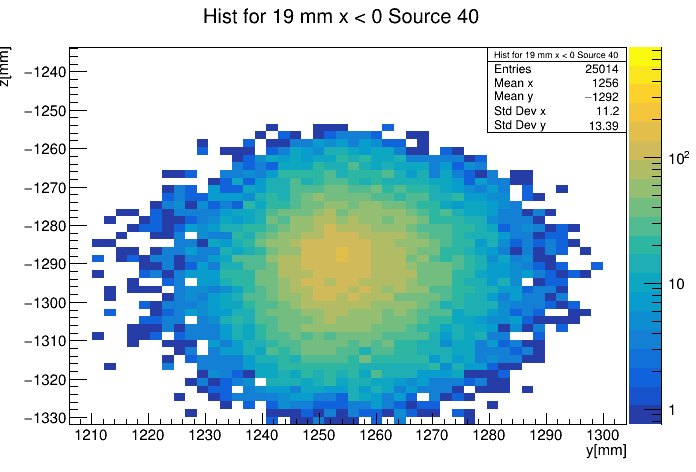 Hist for 19 mm x < 0 Source 40
z[mm]
Hist for 19 mm x < 0 Source 40
Entries 25014
Mean x 1256
Mean y −1292
Std Dev x 11.2
Std Dev y 13.39
−1240
−1250
−1260
−1270
−1280
−1290
−1300
−1310
−1320
−1330
10²
10
1
1210 1220 1230 1240 1250 1260 1270 1280 1290 1300
y[mm]